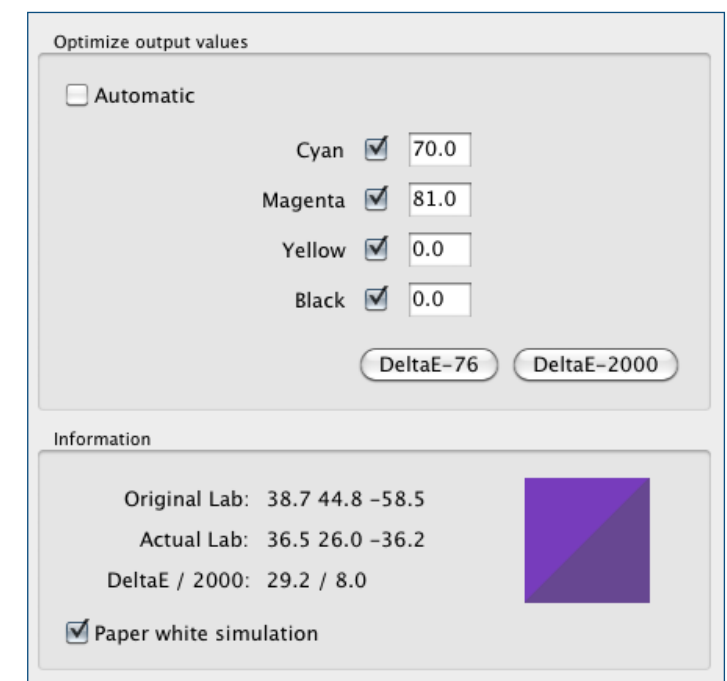 Optimize output values
Automatic
Cyan 70.0
Magenta 81.0
Yellow 0.0
Black 0.0
DeltaE-76 DeltaE-2000
Information
Original Lab: 38.7 44.8 -58.5
Actual Lab: 36.5 26.0 -36.2
DeltaE / 2000: 29.2 / 8.0
Paper white simulation